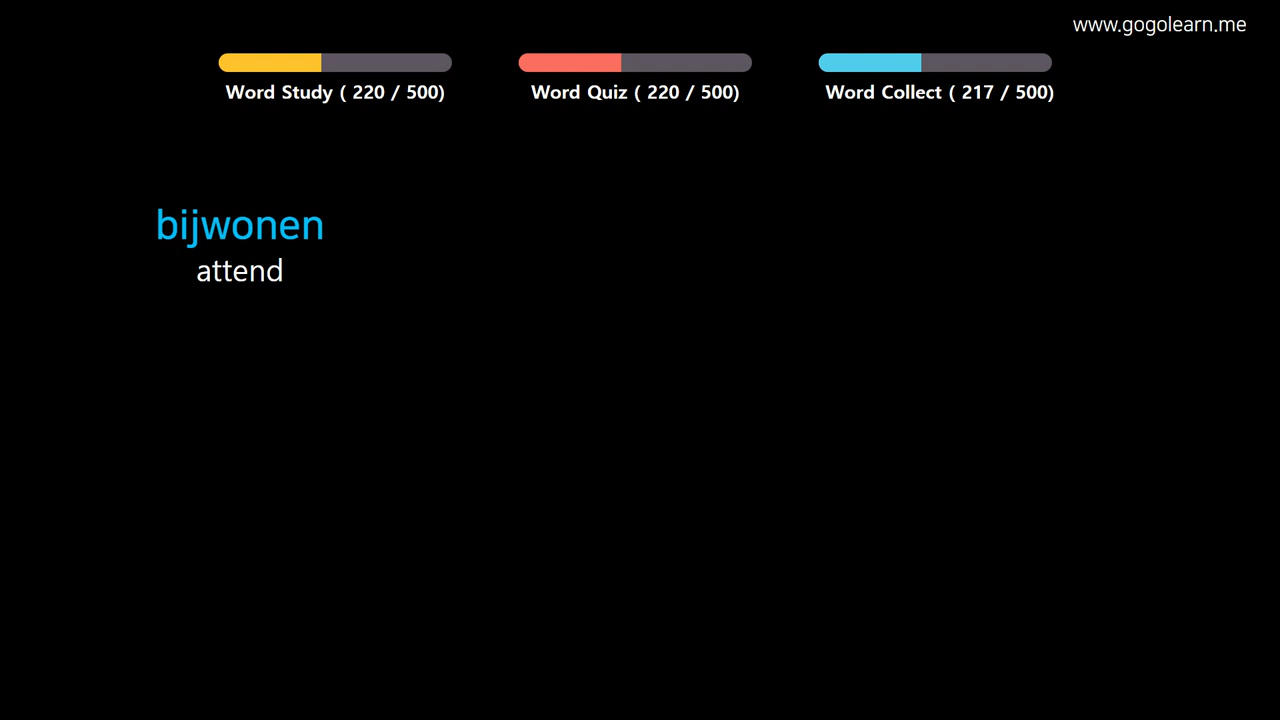 www.gogolearn.me
Word Study ( 220 / 500)
Word Quiz ( 220 / 500)
Word Collect ( 217 / 500)
bijwonen
attend